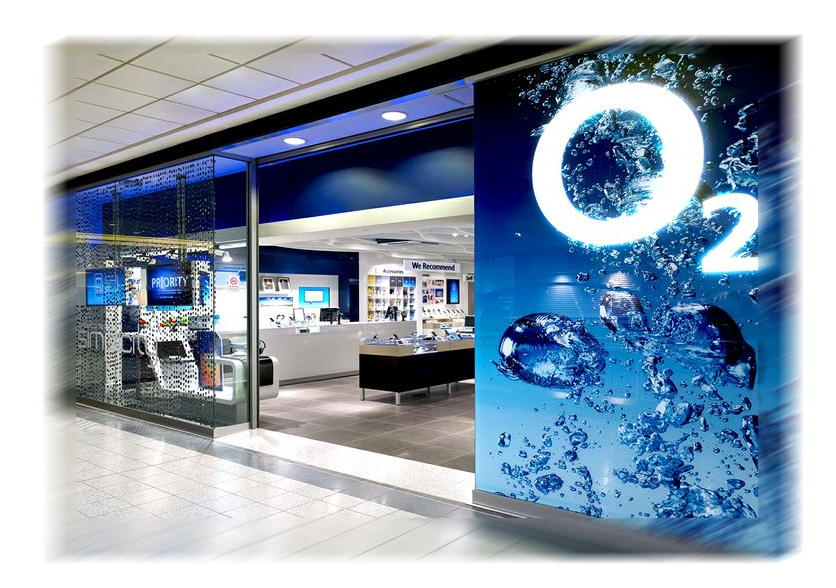 O2
We Recommend
Accessories
PRIORITY